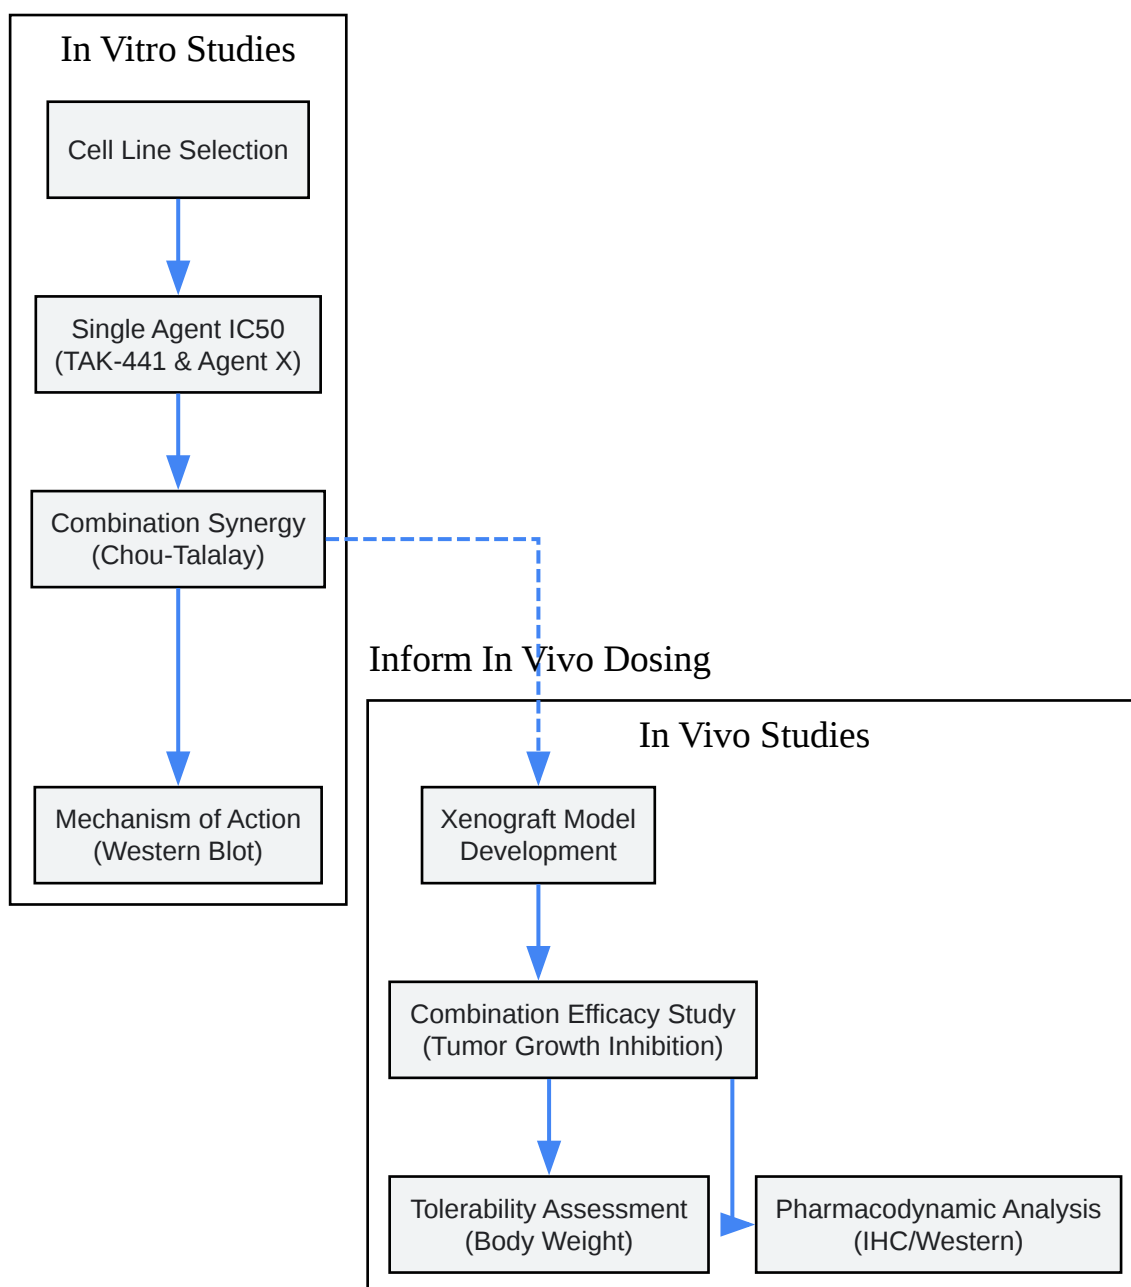 In Vitro Studies
Cell Line Selection
Single Agent IC50
(TAK-441 & Agent X)
Combination Synergy
(Chou-Talalay)
Mechanism of Action
(Western Blot)
Inform In Vivo Dosing
In Vivo Studies
Xenograft Model
Development
Combination Efficacy Study
(Tumor Growth Inhibition)
Tolerability Assessment
(Body Weight)
Pharmacodynamic Analysis
(IHC/Western)